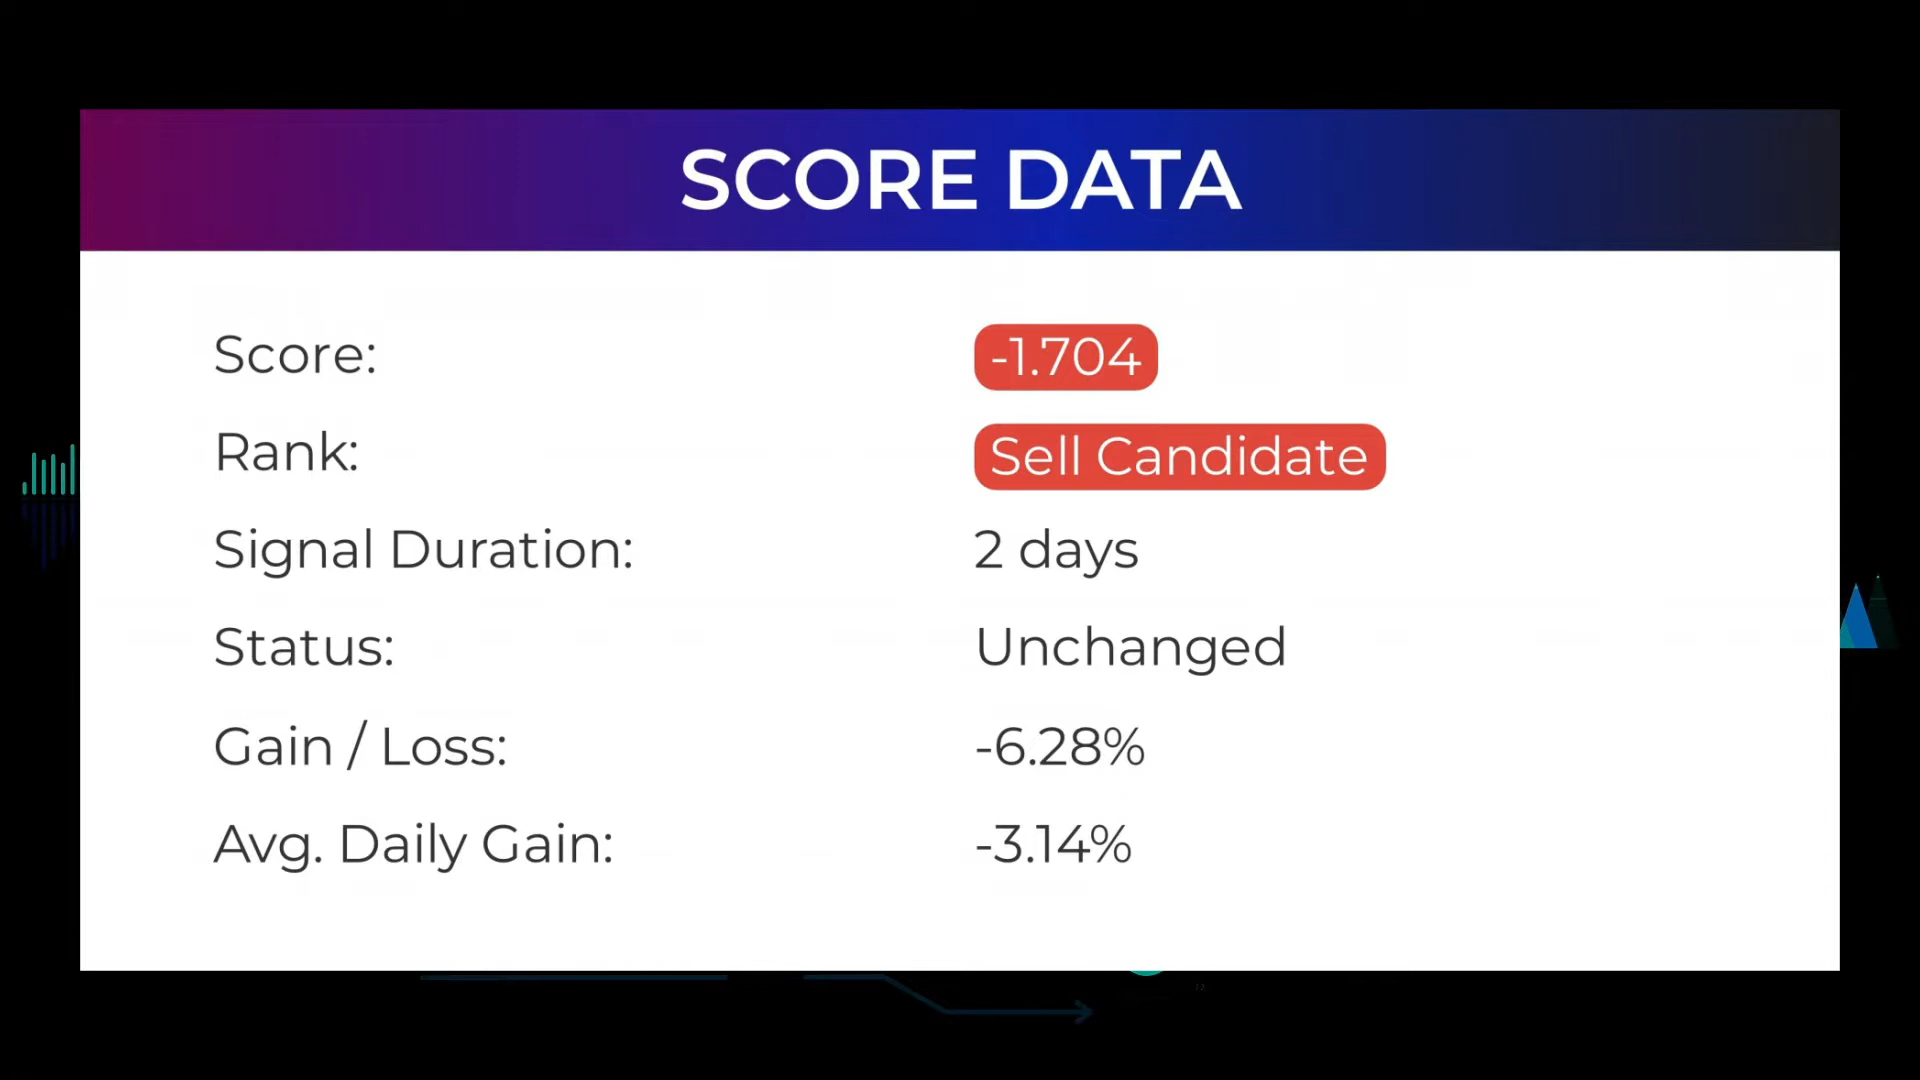 SCORE DATA
Score: -1.704
Rank: Sell Candidate
Signal Duration: 2 days
Status: Unchanged
Gain / Loss: -6.28%
Avg. Daily Gain: -3.14%